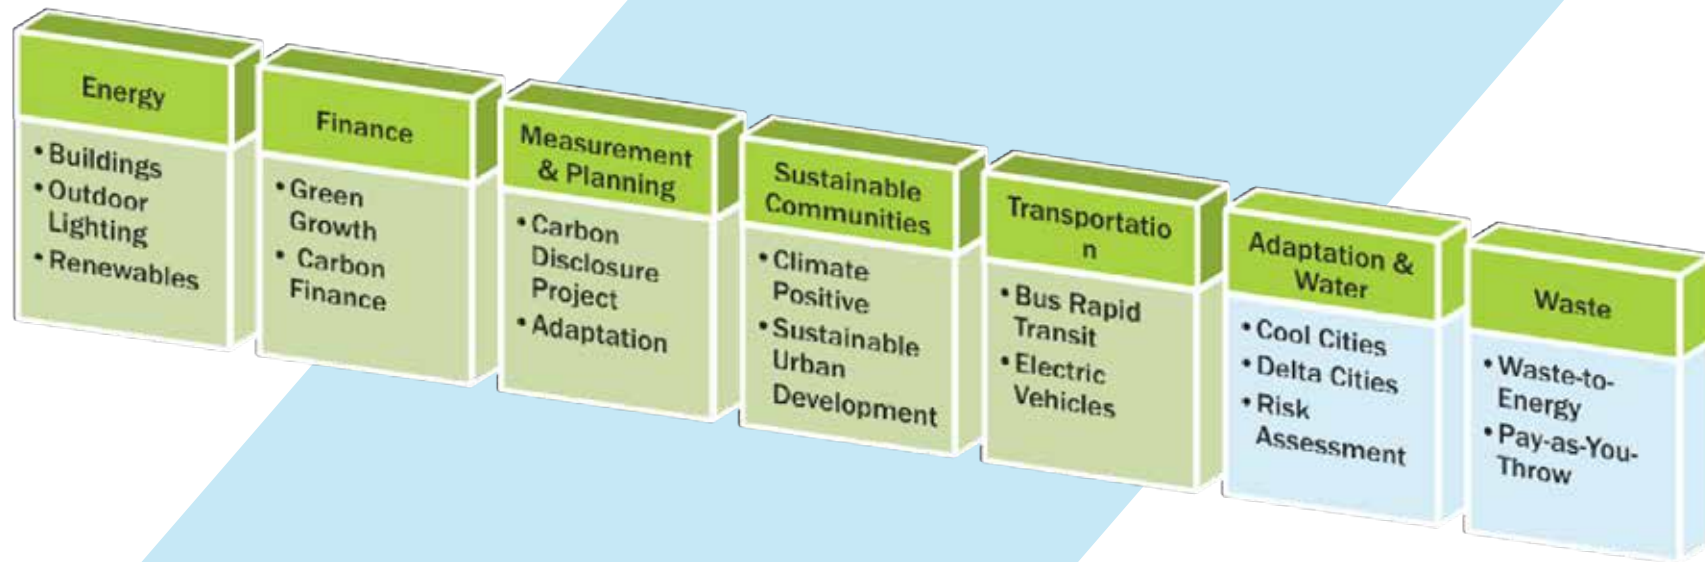 Energy
• Buildings
• Outdoor
Lighting
• Renewables
Finance
• Green
Growth
• Carbon
Finance
Measurement
& Planning
• Carbon
Disclosure
Project
• Adaptation
Sustainable
Communities
• Climate
Positive
• Sustainable
Urban
Development
Transportatio
n
• Bus Rapid
Transit
• Electric
Vehicles
Adaptation &
Water
• Cool Cities
• Delta Cities
• Risk
Assessment
Waste
• Waste-to-
Energy
• Pay-as-You-
Throw